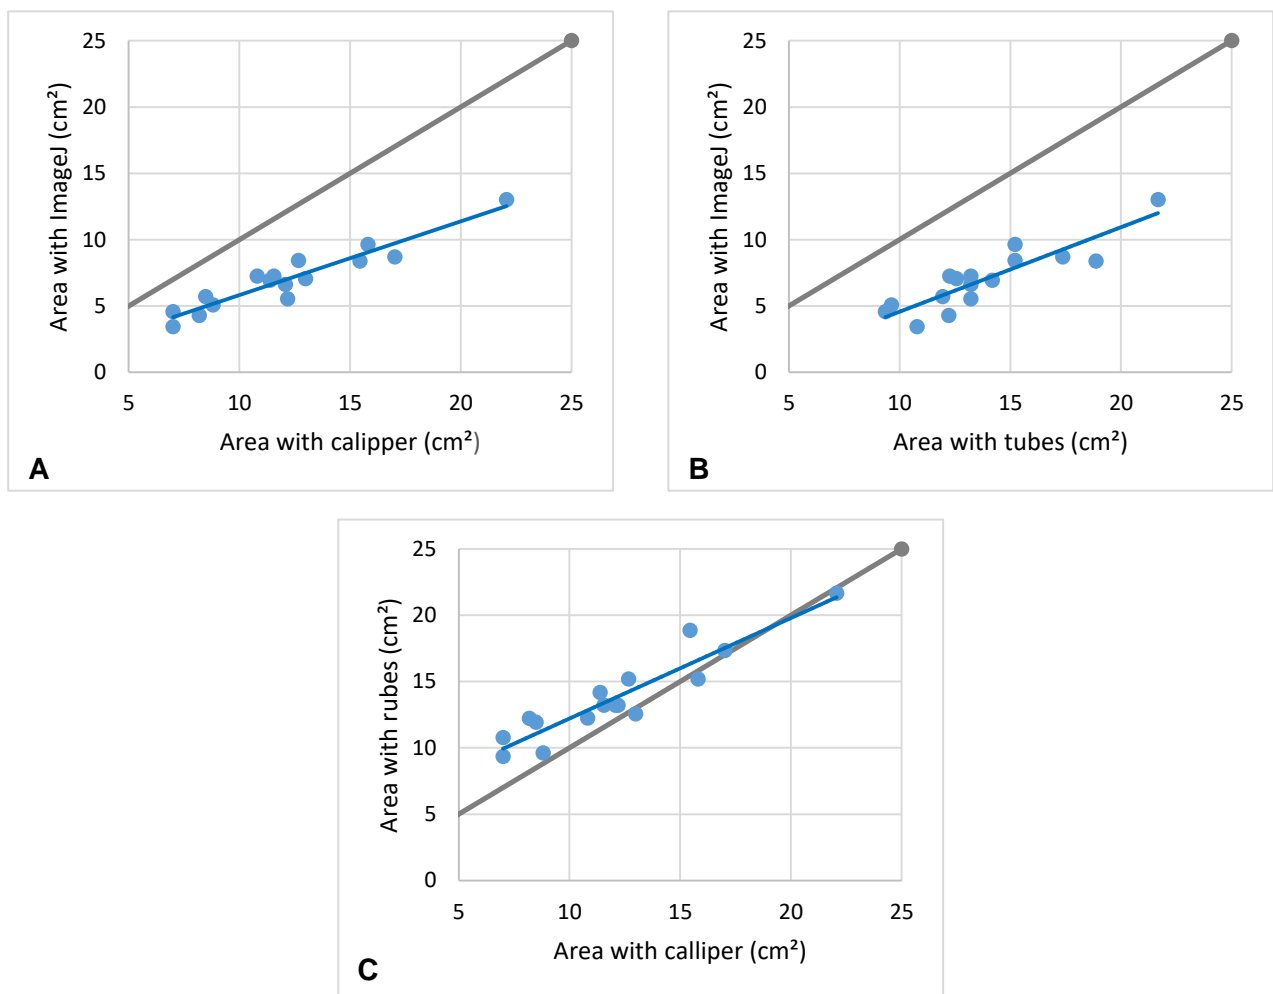 25
20
15
10
5
0
Area with ImageJ (cm²)
5 10 15 20 25
Area with calipper (cm²)
A
25
20
15
10
5
0
Area with ImageJ (cm²)
5 10 15 20 25
Area with tubes (cm²)
B
25
20
15
10
5
0
Area with rubes (cm²)
5 10 15 20 25
Area with calliper (cm²)
C